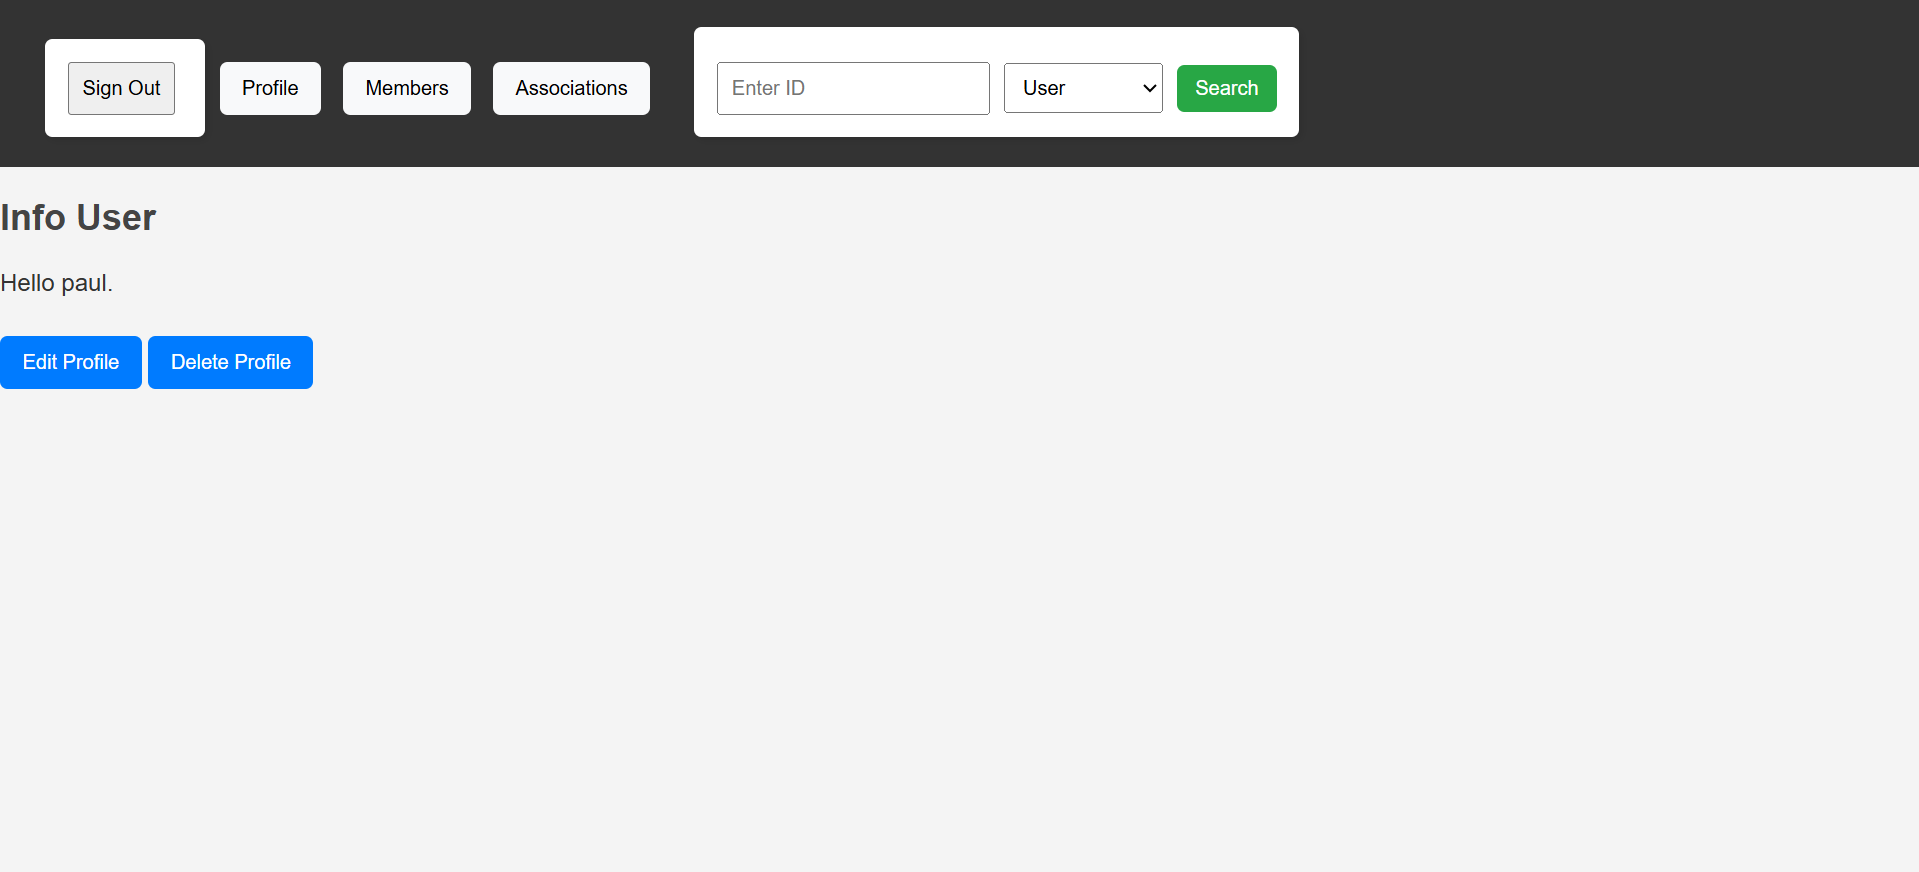 Sign Out Profile Members Associations Enter ID User Search
Info User
Hello paul.
Edit Profile Delete Profile